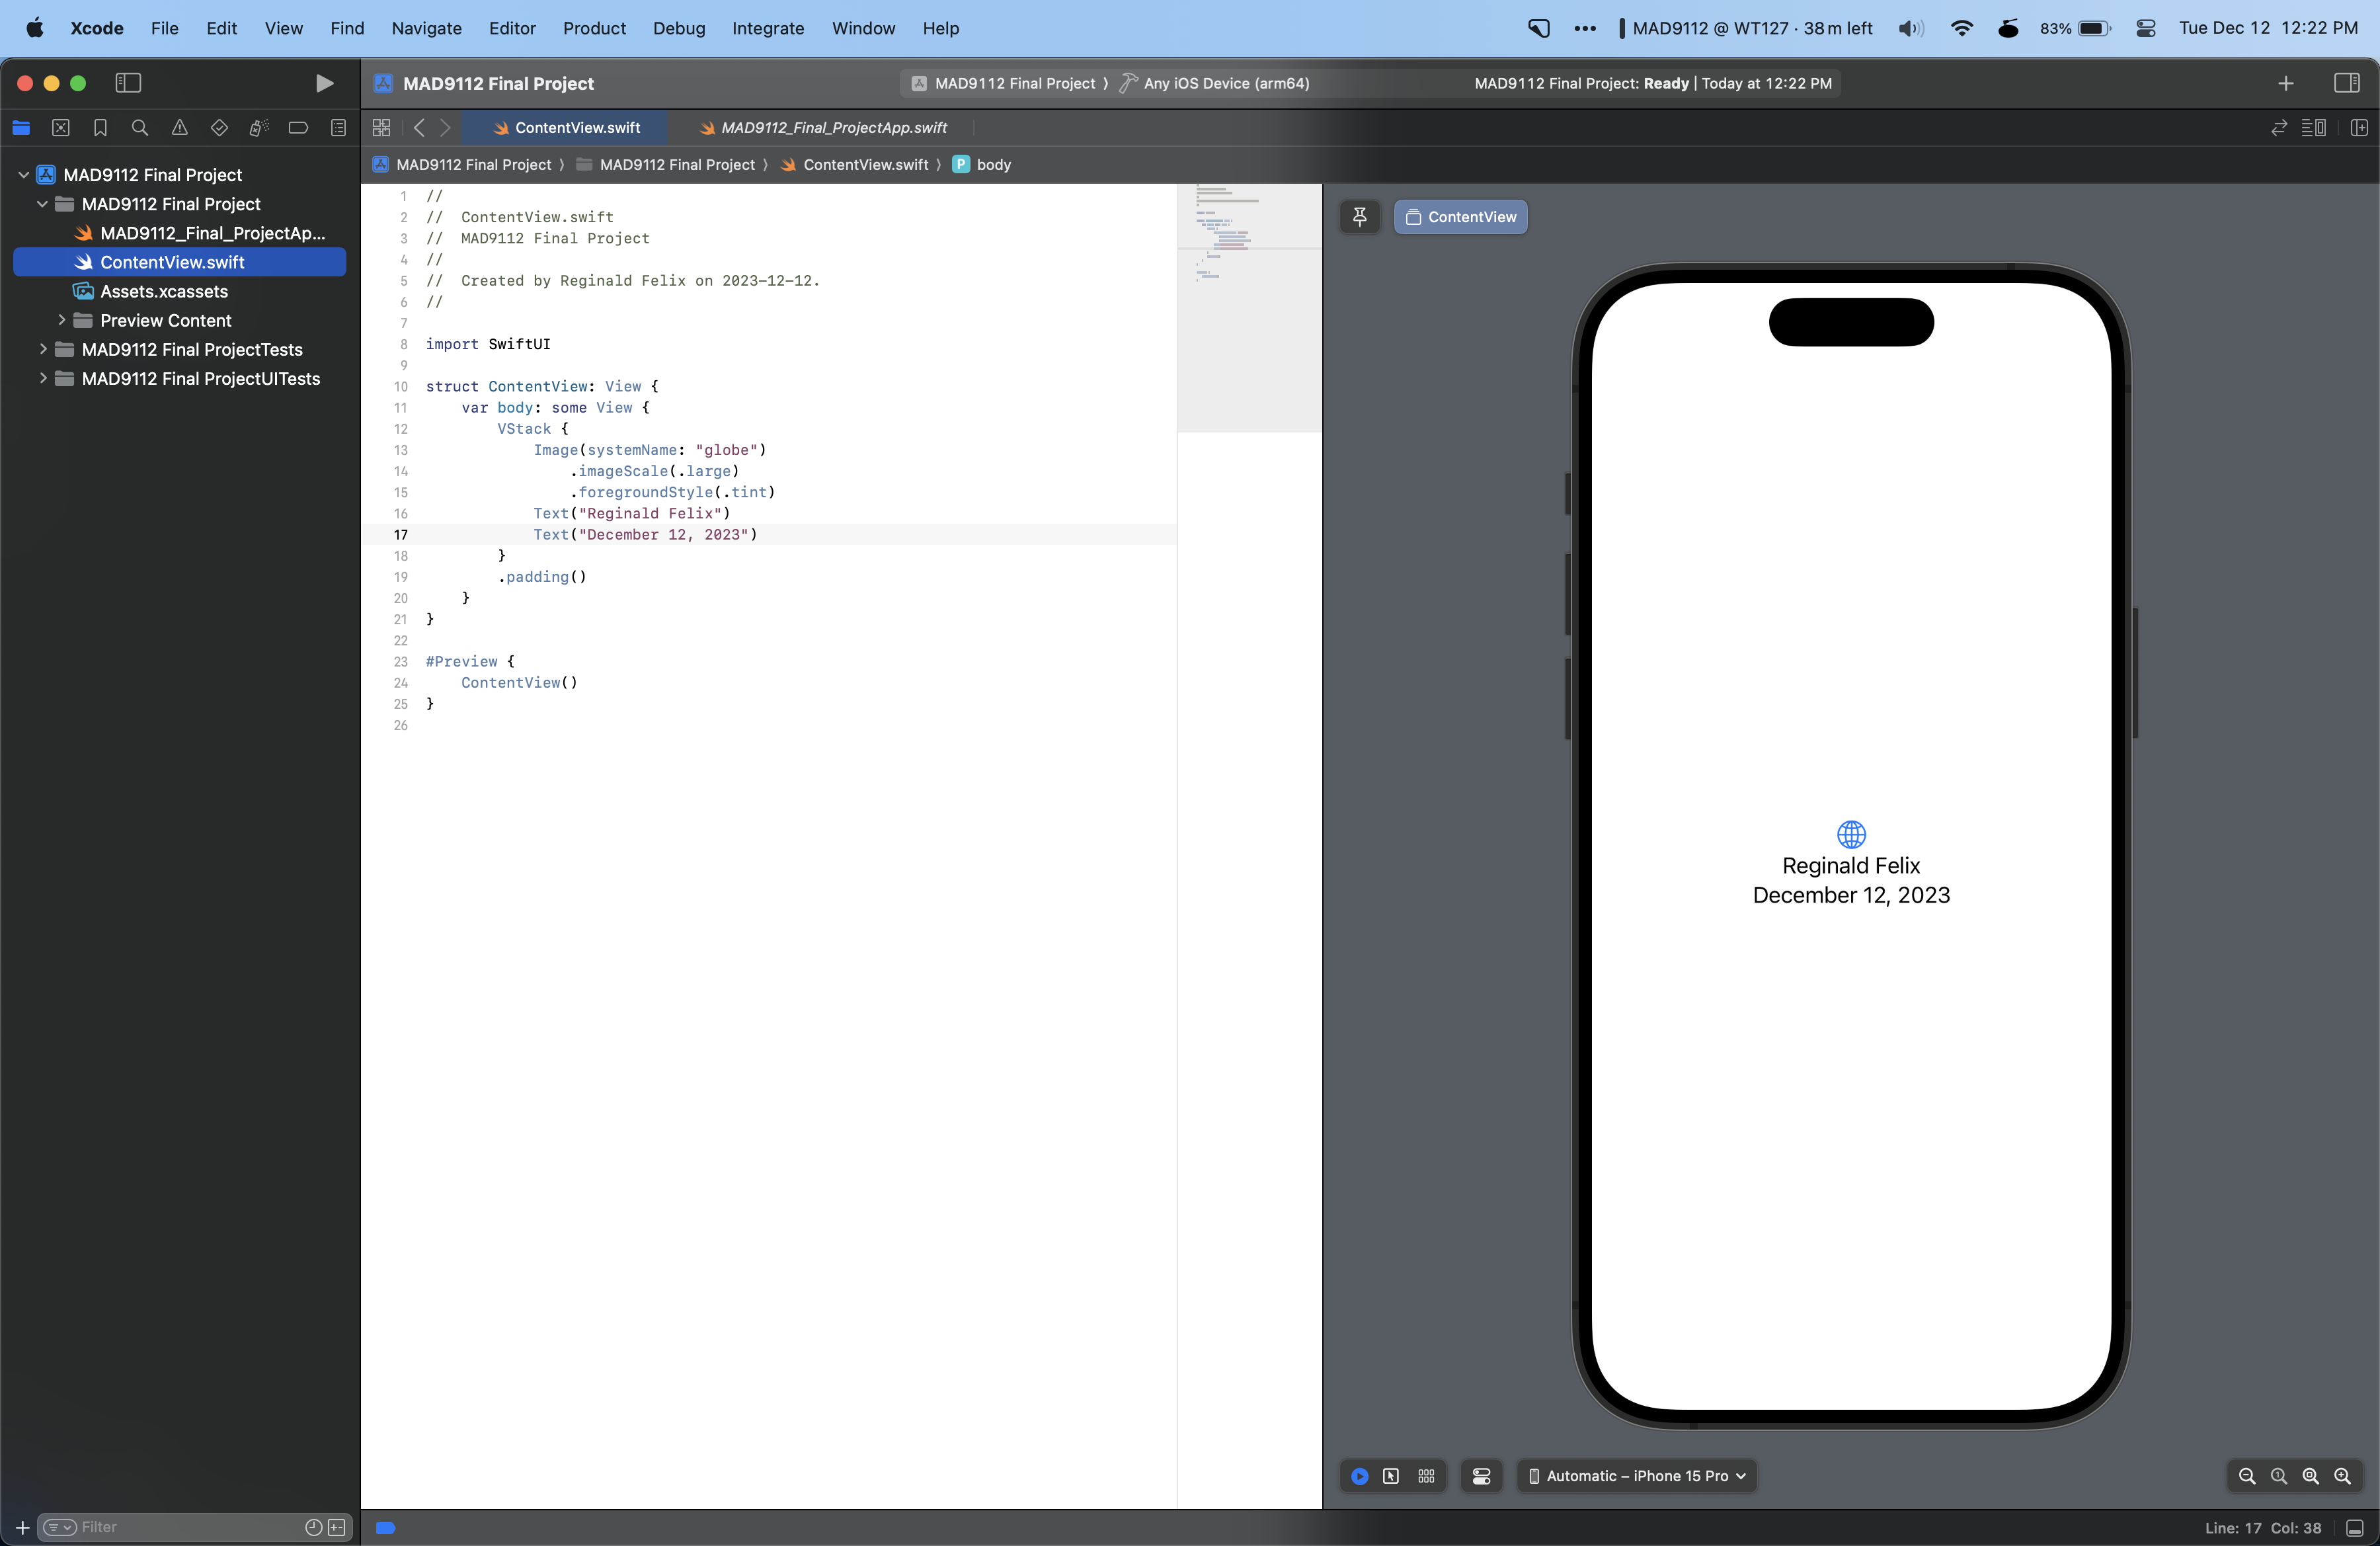 Xcode File Edit View Find Navigate Editor Product Debug Integrate Window Help
MAD9112 @ WT127 · 38 m left 83% Tue Dec 12 12:22 PM
MAD9112 Final Project
MAD9112 Final Project 〉 Any iOS Device (arm64)
MAD9112 Final Project: Ready | Today at 12:22 PM
ContentView.swift
MAD9112_Final_ProjectApp.swift
MAD9112 Final Project 〉 MAD9112 Final Project 〉 ContentView.swift 〉 P body
MAD9112 Final Project
MAD9112 Final Project
MAD9112_Final_ProjectAp...
ContentView.swift
Assets.xcassets
Preview Content
MAD9112 Final ProjectTests
MAD9112 Final ProjectUITests
Filter
1 //
2 //  ContentView.swift
3 //  MAD9112 Final Project
4 //
5 //  Created by Reginald Felix on 2023-12-12.
6 //
7
8 import SwiftUI
9
10 struct ContentView: View {
11     var body: some View {
12         VStack {
13             Image(systemName: "globe")
14                 .imageScale(.large)
15                 .foregroundStyle(.tint)
16             Text("Reginald Felix")
17             Text("December 12, 2023")
18         }
19         .padding()
20     }
21 }
22
23 #Preview {
24     ContentView()
25 }
26
ContentView
Reginald Felix
December 12, 2023
Automatic – iPhone 15 Pro
Line: 17 Col: 38